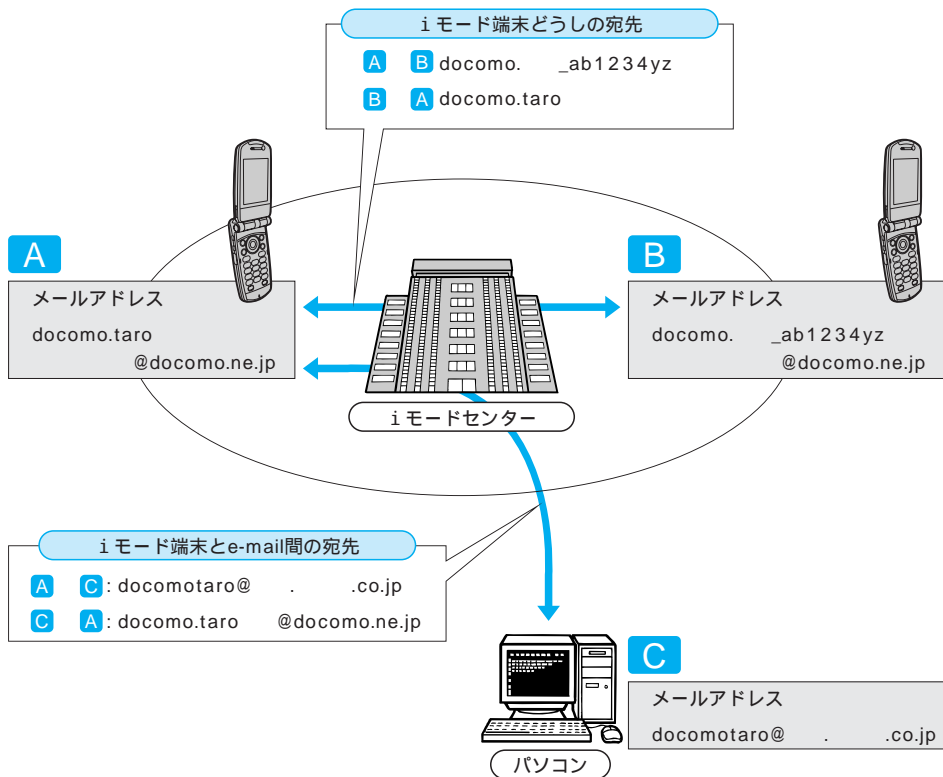 iモード端末どうしの宛先
A B docomo. _ab1234yz
B A docomo.taro
A
メールアドレス
docomo.taro
@docomo.ne.jp
B
メールアドレス
docomo. _ab1234yz
@docomo.ne.jp
iモードセンター
iモード端末とe-mail間の宛先
A C : docomotaro@ . .co.jp
C A : docomo.taro @docomo.ne.jp
C
メールアドレス
docomotaro@ . .co.jp
パソコン